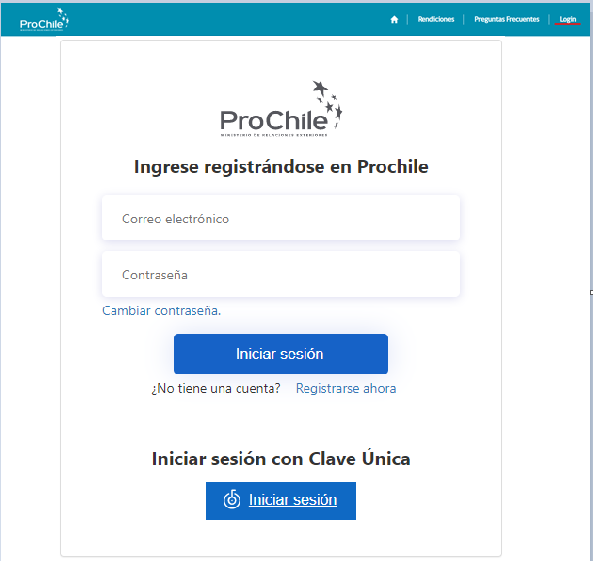 ProChile
Rendiciones
Preguntas Frecuentes
Login
ProChile
MINISTERIO DE RELACIONES EXTERIORES
Ingrese registrándose en Prochile
Correo electrónico
Contraseña
Cambiar contraseña.
Iniciar sesión
¿No tiene una cuenta? Registrarse ahora
Iniciar sesión con Clave Única
Iniciar sesión